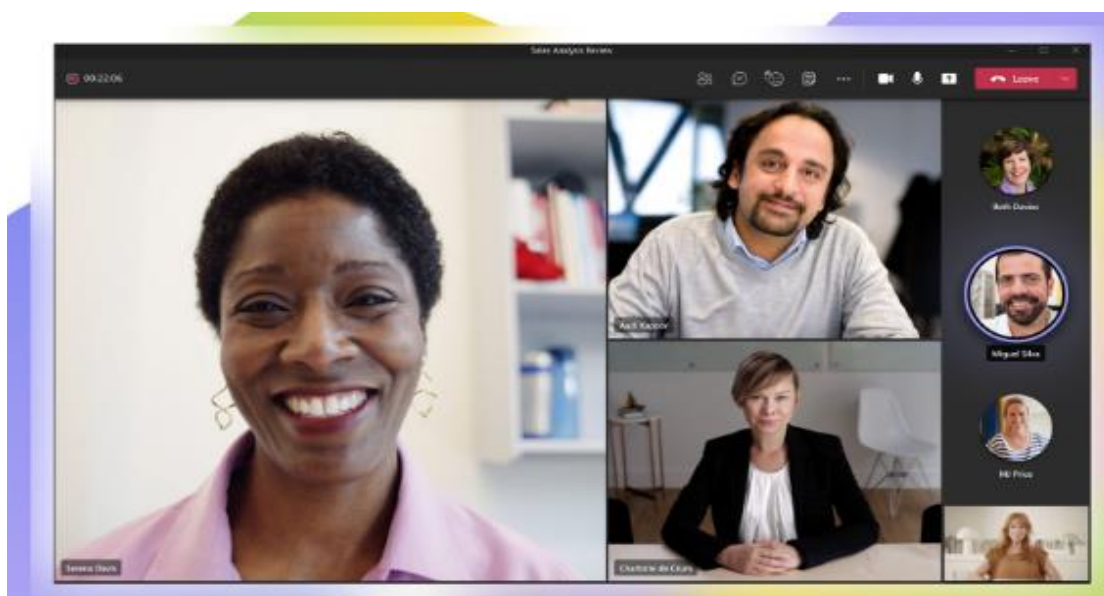 Sales Analysis Review
00:22:06
Leave
Serena Davis
Aadi Kapoor
Charlotte de Crum
Beth Davies
Miguel Silva
MJ Price